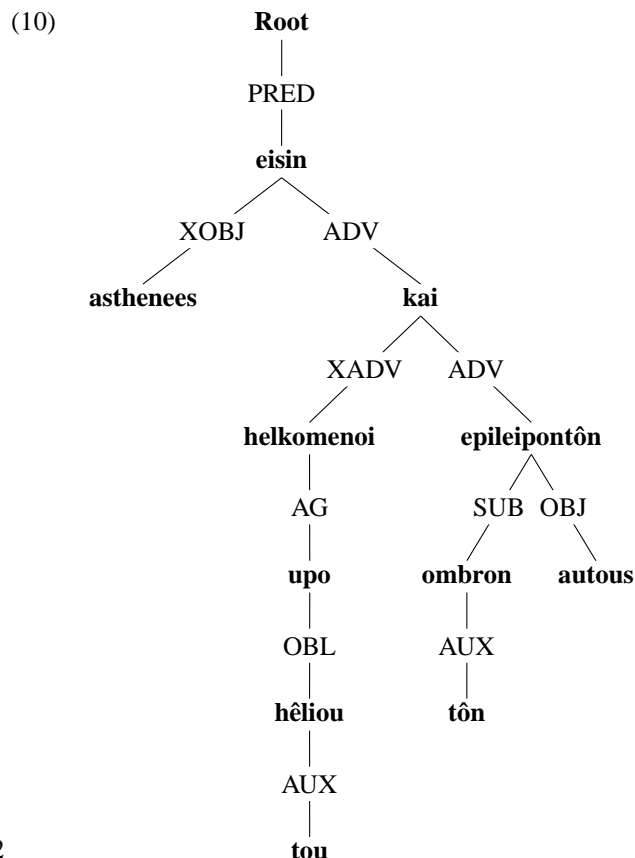 (10) Root
PRED
eisin
XOBJ ADV
asthenees kai
XADV ADV
helkomenoi epileipontôn
AG SUB OBJ
upo ombron autous
OBL AUX
hêliou tôn
AUX
2 tou